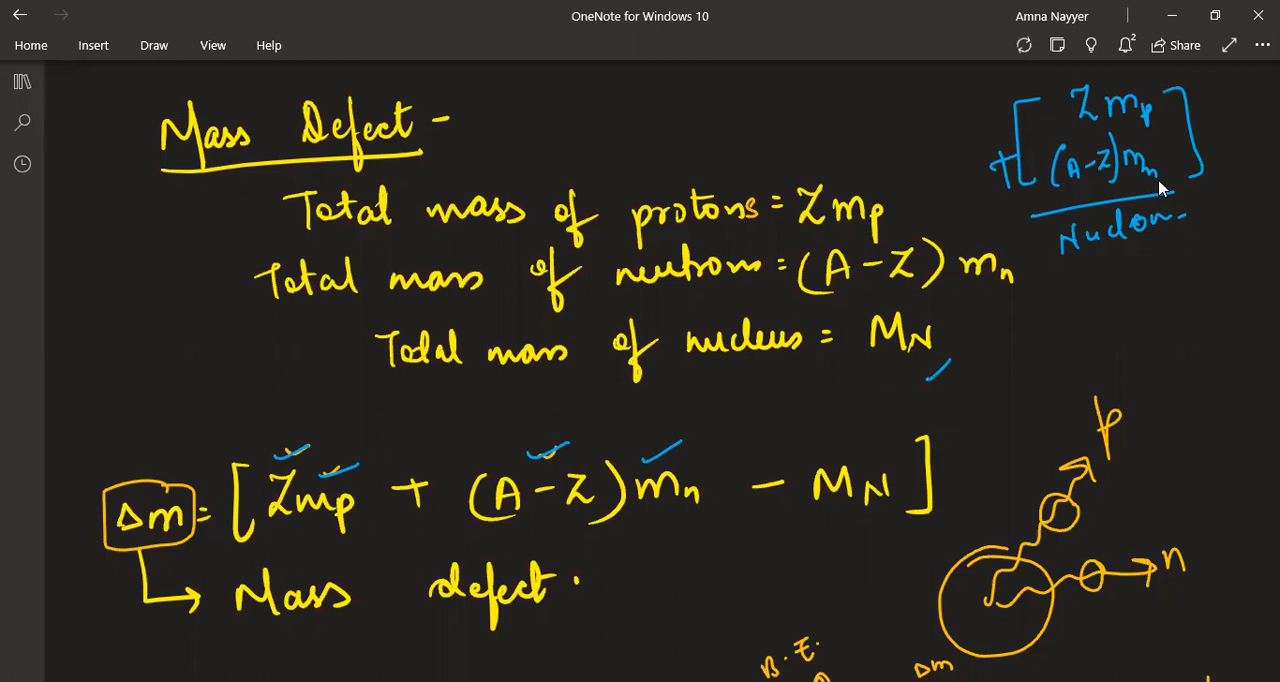 OneNote for Windows 10
Amna Nayyer
Home Insert Draw View Help
2 Share
Mass Defect -
Z mp
+ (A-Z) mn
Nucleon-
Total mass of protons = Zmp
Total mass of neutrons = (A-Z) mn
Total mass of nucleus = MN
Δm = [Zmp + (A-Z) mn - MN]
→ Mass defect.
p
n
B.E.
Δm